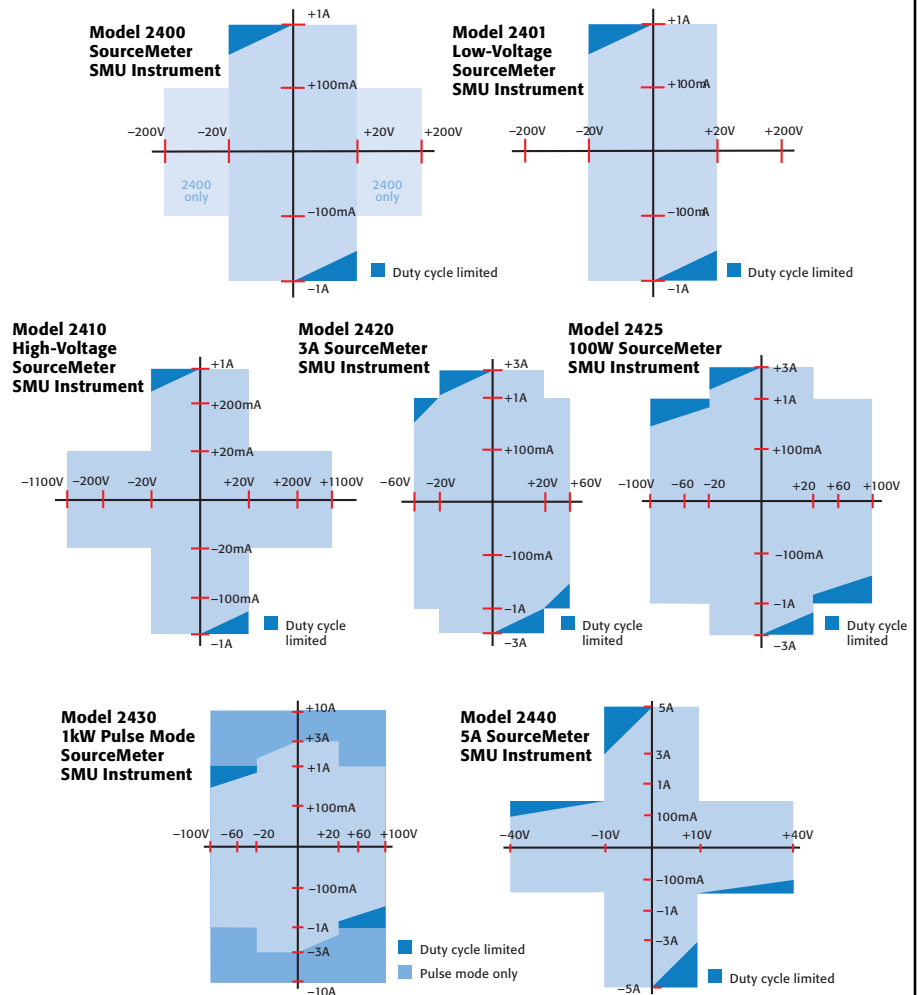 Model 2400
SourceMeter
SMU Instrument
+1A
+100mA
−200V −20V +20V +200V
2400
only
2400
only
−100mA
−1A
Duty cycle limited
Model 2401
Low-Voltage
SourceMeter
SMU Instrument
+1A
+100mA
−200V −20V +20V +200V
−100mA
−1A
Duty cycle limited
Model 2410
High-Voltage
SourceMeter
SMU Instrument
+1A
+200mA
+20mA
−1100V −200V −20V +20V +200V +1100V
−20mA
−100mA
−1A
Duty cycle
limited
Model 2420
3A SourceMeter
SMU Instrument
+3A
+1A
+100mA
−60V −20V +20V +60V
−100mA
−1A
−3A
Duty cycle
limited
Model 2425
100W SourceMeter
SMU Instrument
+3A
+1A
+100mA
−100V −60 −20 +20 +60 +100V
−100mA
−1A
−3A
Duty cycle
limited
Model 2430
1kW Pulse Mode
SourceMeter
SMU Instrument
+10A
+3A
+1A
+100mA
−100V −60 −20 +20 +60 +100V
−100mA
−1A
−3A
−10A
Duty cycle limited
Pulse mode only
Model 2440
5A SourceMeter
SMU Instrument
5A
3A
1A
100mA
−40V −10V +10V +40V
−100mA
−1A
−3A
−5A
Duty cycle limited